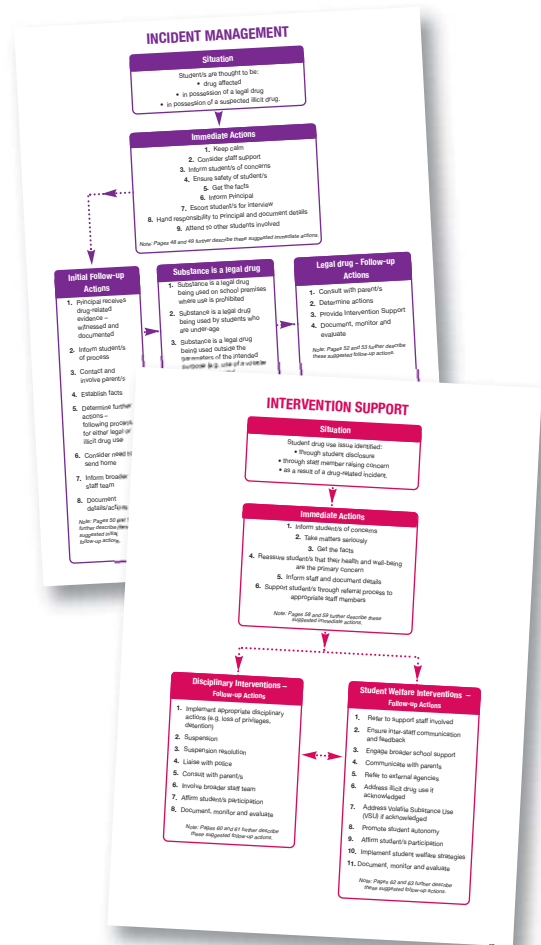 INCIDENT MANAGEMENT
Situation
Student/s are thought to be:
• drug affected
• in possession of a legal drug
• in possession of a suspected illicit drug.
Immediate Actions
1. Keep calm
2. Consider staff support
3. Inform student/s of concerns
4. Ensure safety of student/s
5. Get the facts
6. Inform Principal
7. Escort student/s for interview
8. Hand responsibility to Principal and document details
9. Attend to other students involved
Note: Pages 48 and 49 further describe these suggested immediate actions.
Initial Follow-up
Actions
1. Principal receives
drug-related
evidence –
witnessed and
documented
2. Inform student/s
of process
3. Contact and
involve parent/s
4. Establish facts
5. Determine further
actions –
following
for either legal or
illicit drug use
6. Consider need to
send home
7. Inform broader
staff team
8. Document
details/actions
Note: Pages 50 and
further describe these
suggested initial
follow-up actions.
Substance is a legal drug
1. Substance is a legal drug
being used on school premises
where use is prohibited
2. Substance is a legal drug
being used by students who
are under-age
3. Substance is a legal drug
being used outside the
parameters of the intended
purpose (e.g. use of a volatile
Legal drug – Follow-up
Actions
1. Consult with parent/s
2. Determine actions
3. Provide Intervention Support
4. Document, monitor and
evaluate
Note: Pages 52 and 53 further describe
these suggested follow-up actions.
INTERVENTION SUPPORT
Situation
Student drug use issue identified:
• through student disclosure
• through staff member raising concern
• as a result of a drug-related incident.
Immediate Actions
1. Inform student/s of concerns
2. Take matters seriously
3. Get the facts
4. Reassure student/s that their health and well-being
are the primary concern
5. Inform staff and document details
6. Support student/s through referral process to
appropriate staff members
Note: Pages 58 and 59 further describe these
suggested immediate actions.
Disciplinary Interventions –
Follow-up Actions
1. Implement appropriate disciplinary
actions (e.g. loss of privileges,
detention)
2. Suspension
3. Suspension resolution
4. Liaise with police
5. Consult with parent/s
6. Involve broader staff team
7. Affirm student/s participation
8. Document, monitor and evaluate
Note: Pages 60 and 61 further describe
these suggested follow-up actions.
Student Welfare Interventions –
Follow-up Actions
1. Refer to support staff involved
2. Ensure inter-staff communication
and feedback
3. Engage broader school support
4. Communicate with parents
5. Refer to external agencies
6. Address illicit drug use if
acknowledged
7. Address Volatile Substance Use
(VSU) if acknowledged
8. Promote student autonomy
9. Affirm student/s participation
10. Implement student welfare strategies
11. Document, monitor and evaluate
Note: Pages 62 and 63 further describe
these suggested follow-up actions.